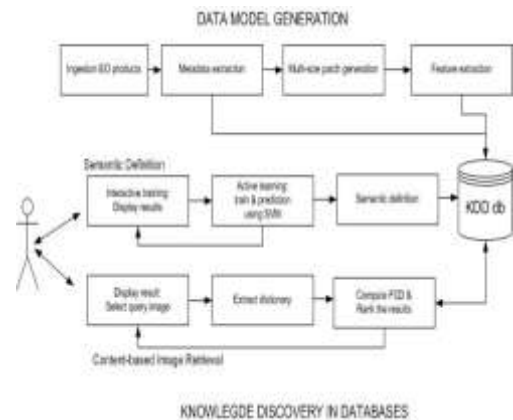 DATA MODEL GENERATION
Ingestion EO products
Metadata extraction
Multi-size patch generation
Feature extraction
Semantic Definition
Interactive training:
Display results
Active learning:
train & prediction
using SVM
Semantic definition
KDD db
Display result:
Select query image
Extract dictionary
Compute FCD &
Rank the results
Content-based Image Retrieval
KNOWLEGDE DISCOVERY IN DATABASES